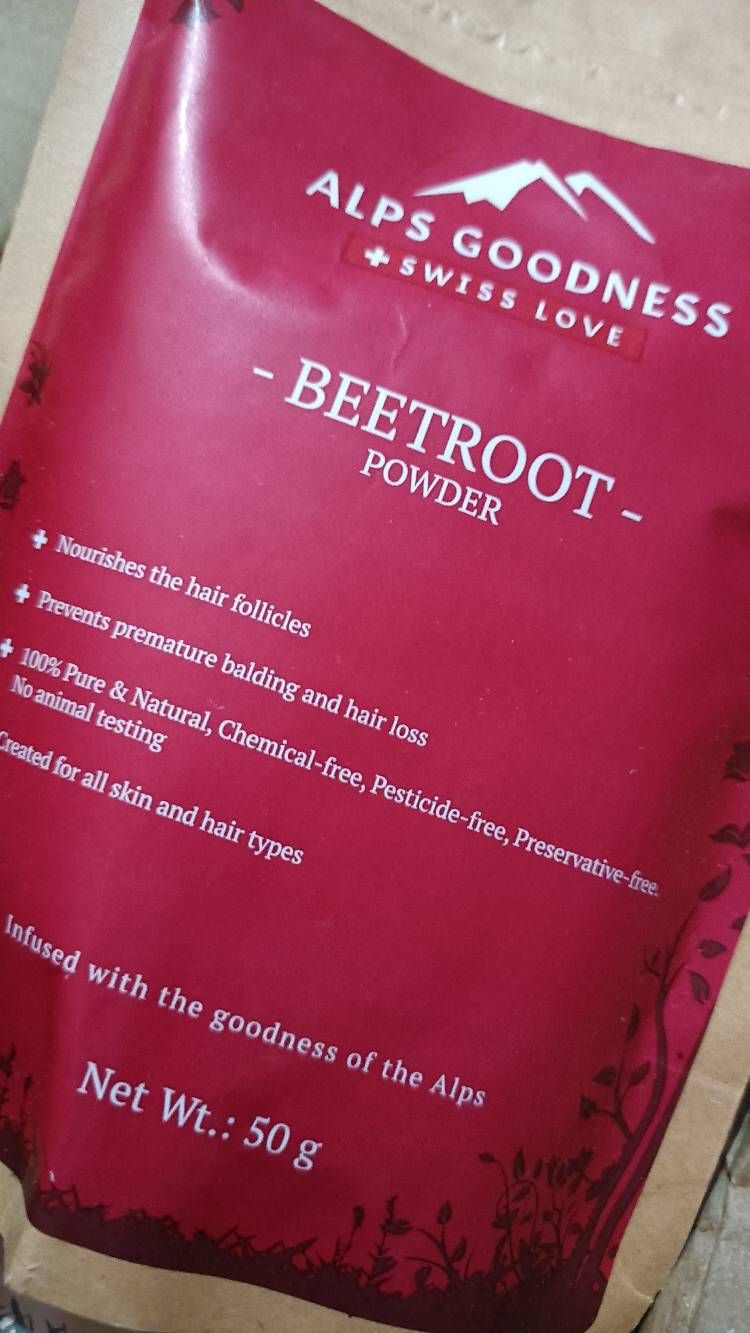 ALPS GOODNESS
SWISS LOVE
- BEETROOT -
POWDER
Nourishes the hair follicles
Prevents premature balding and hair loss
100% Pure & Natural, Chemical-free, Pesticide-free, Preservative-free.
No animal testing
Created for all skin and hair types
Infused with the goodness of the Alps
Net Wt.: 50 g